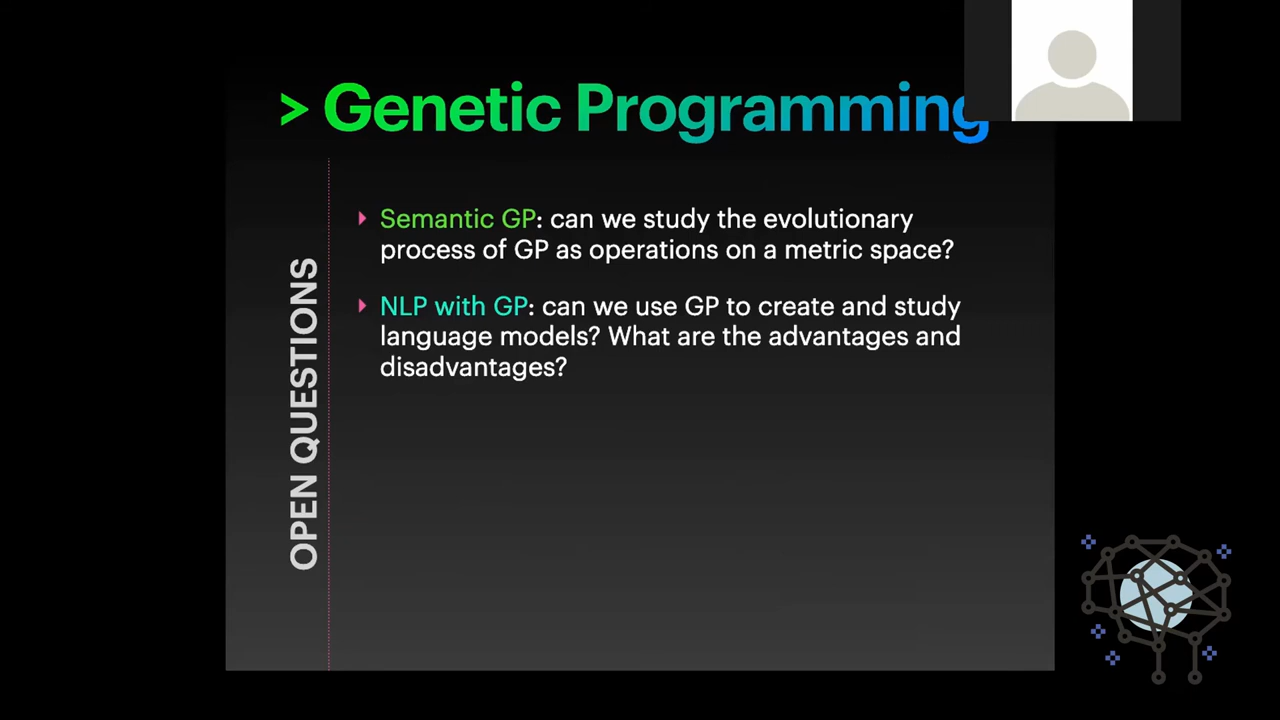 > Genetic Programming
OPEN QUESTIONS
Semantic GP: can we study the evolutionary
process of GP as operations on a metric space?
NLP with GP: can we use GP to create and study
language models? What are the advantages and
disadvantages?